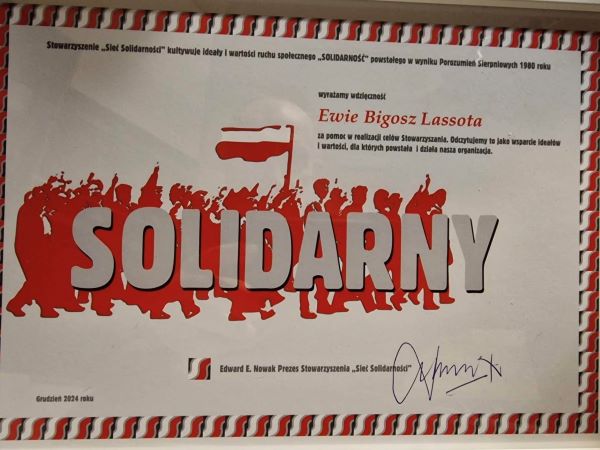 Stowarzyszenie „Sieć Solidarności” kultywuje ideały i wartości ruchu społecznego „SOLIDARNOŚĆ” powstałego w wyniku Porozumień Sierpniowych 1980 roku
wyrażamy wdzięczność
Ewie Bigosz Lassota
za pomoc w realizacji celów Stowarzyszenia. Odczytujemy to jako wsparcie ideałów
i wartości, dla których powstała i działa nasza organizacja.
SOLIDARNY
Edward E. Nowak Prezes Stowarzyszenia „Sieć Solidarności”
Grudzień 2024 roku